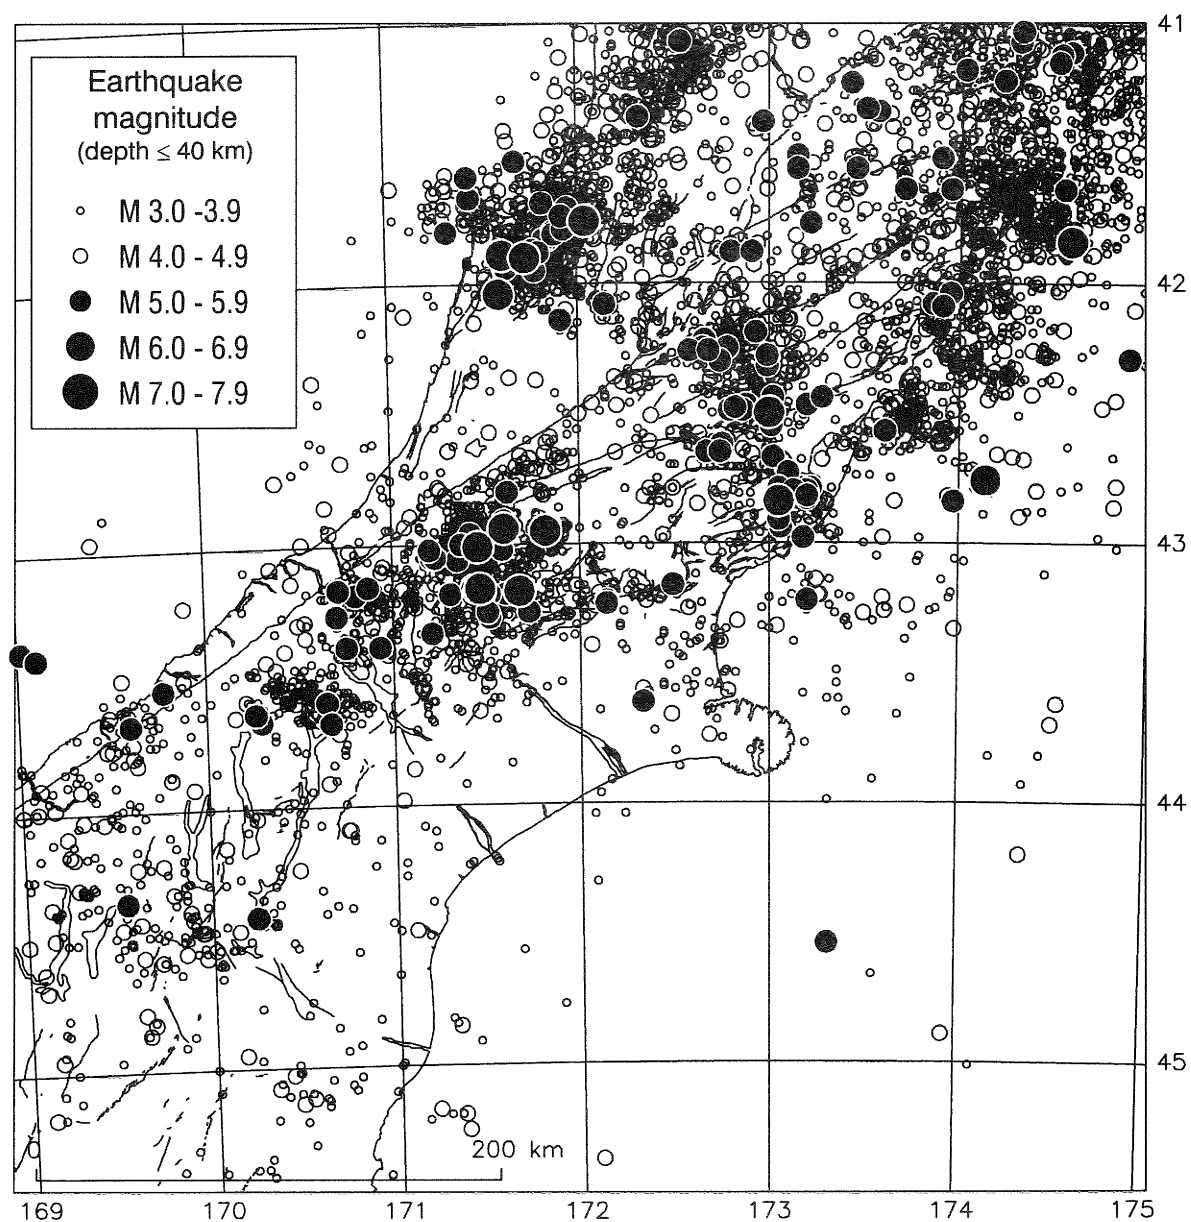 Earthquake
magnitude
(depth ≤ 40 km)
M 3.0 -3.9
M 4.0 - 4.9
M 5.0 - 5.9
M 6.0 - 6.9
M 7.0 - 7.9
41
42
43
44
45
200 km
169 170 171 172 173 174 175